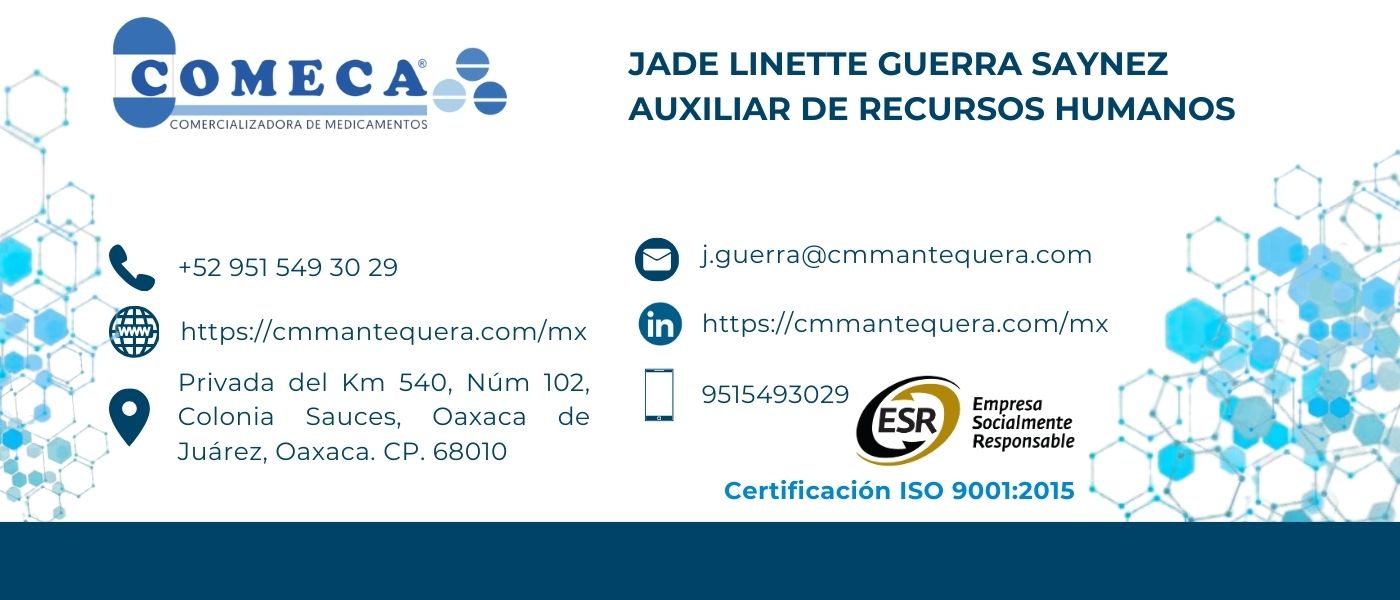 COMECA®
COMERCIALIZADORA DE MEDICAMENTOS
JADE LINETTE GUERRA SAYNEZ
AUXILIAR DE RECURSOS HUMANOS
+52 951 549 30 29
www
https://cmmantequera.com/mx
Privada del Km 540, Núm 102,
Colonia Sauces, Oaxaca de
Juárez, Oaxaca. CP. 68010
j.guerra@cmmantequera.com
in
https://cmmantequera.com/mx
9515493029
ESR
Empresa
Socialmente
Responsable
Certificación ISO 9001:2015